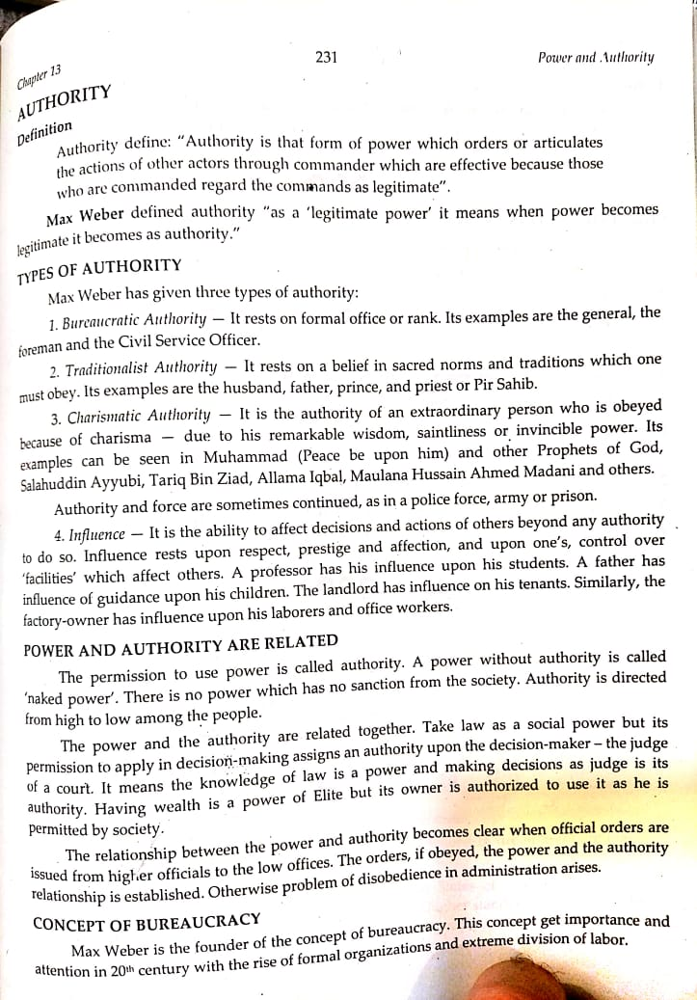 Chapter 13
231
Power and Authority
AUTHORITY
Definition
Authority define: "Authority is that form of power which orders or articulates
the actions of other actors through commander which are effective because those
who are commanded regard the commands as legitimate".
Max Weber defined authority "as a 'legitimate power' it means when power becomes
legitimate it becomes as authority."
TYPES OF AUTHORITY
Max Weber has given three types of authority:
1. Bureaucratic Authority — It rests on formal office or rank. Its examples are the general, the
foreman and the Civil Service Officer.
2. Traditionalist Authority — It rests on a belief in sacred norms and traditions which one
must obey. Its examples are the husband, father, prince, and priest or Pir Sahib.
3. Charismatic Authority — It is the authority of an extraordinary person who is obeyed
because of charisma — due to his remarkable wisdom, saintliness or invincible power. Its
examples can be seen in Muhammad (Peace be upon him) and other Prophets of God,
Salahuddin Ayyubi, Tariq Bin Ziad, Allama Iqbal, Maulana Hussain Ahmed Madani and others.
Authority and force are sometimes continued, as in a police force, army or prison.
4. Influence — It is the ability to affect decisions and actions of others beyond any authority
to do so. Influence rests upon respect, prestige and affection, and upon one's, control over
'facilities' which affect others. A professor has his influence upon his students. A father has
influence of guidance upon his children. The landlord has influence on his tenants. Similarly, the
factory-owner has influence upon his laborers and office workers.
POWER AND AUTHORITY ARE RELATED
The permission to use power is called authority. A power without authority is called
'naked power'. There is no power which has no sanction from the society. Authority is directed
from high to low among the people.
The power and the authority are related together. Take law as a social power but its
permission to apply in decision-making assigns an authority upon the decision-maker – the judge
of a court. It means the knowledge of law is a power and making decisions as judge is its
authority. Having wealth is a power of Elite but its owner is authorized to use it as he is
permitted by society.
The relationship between the power and authority becomes clear when official orders are
issued from higher officials to the low offices. The orders, if obeyed, the power and the authority
relationship is established. Otherwise problem of disobedience in administration arises.
CONCEPT OF BUREAUCRACY
Max Weber is the founder of the concept of bureaucracy. This concept get importance and
attention in 20th century with the rise of formal organizations and extreme division of labor.